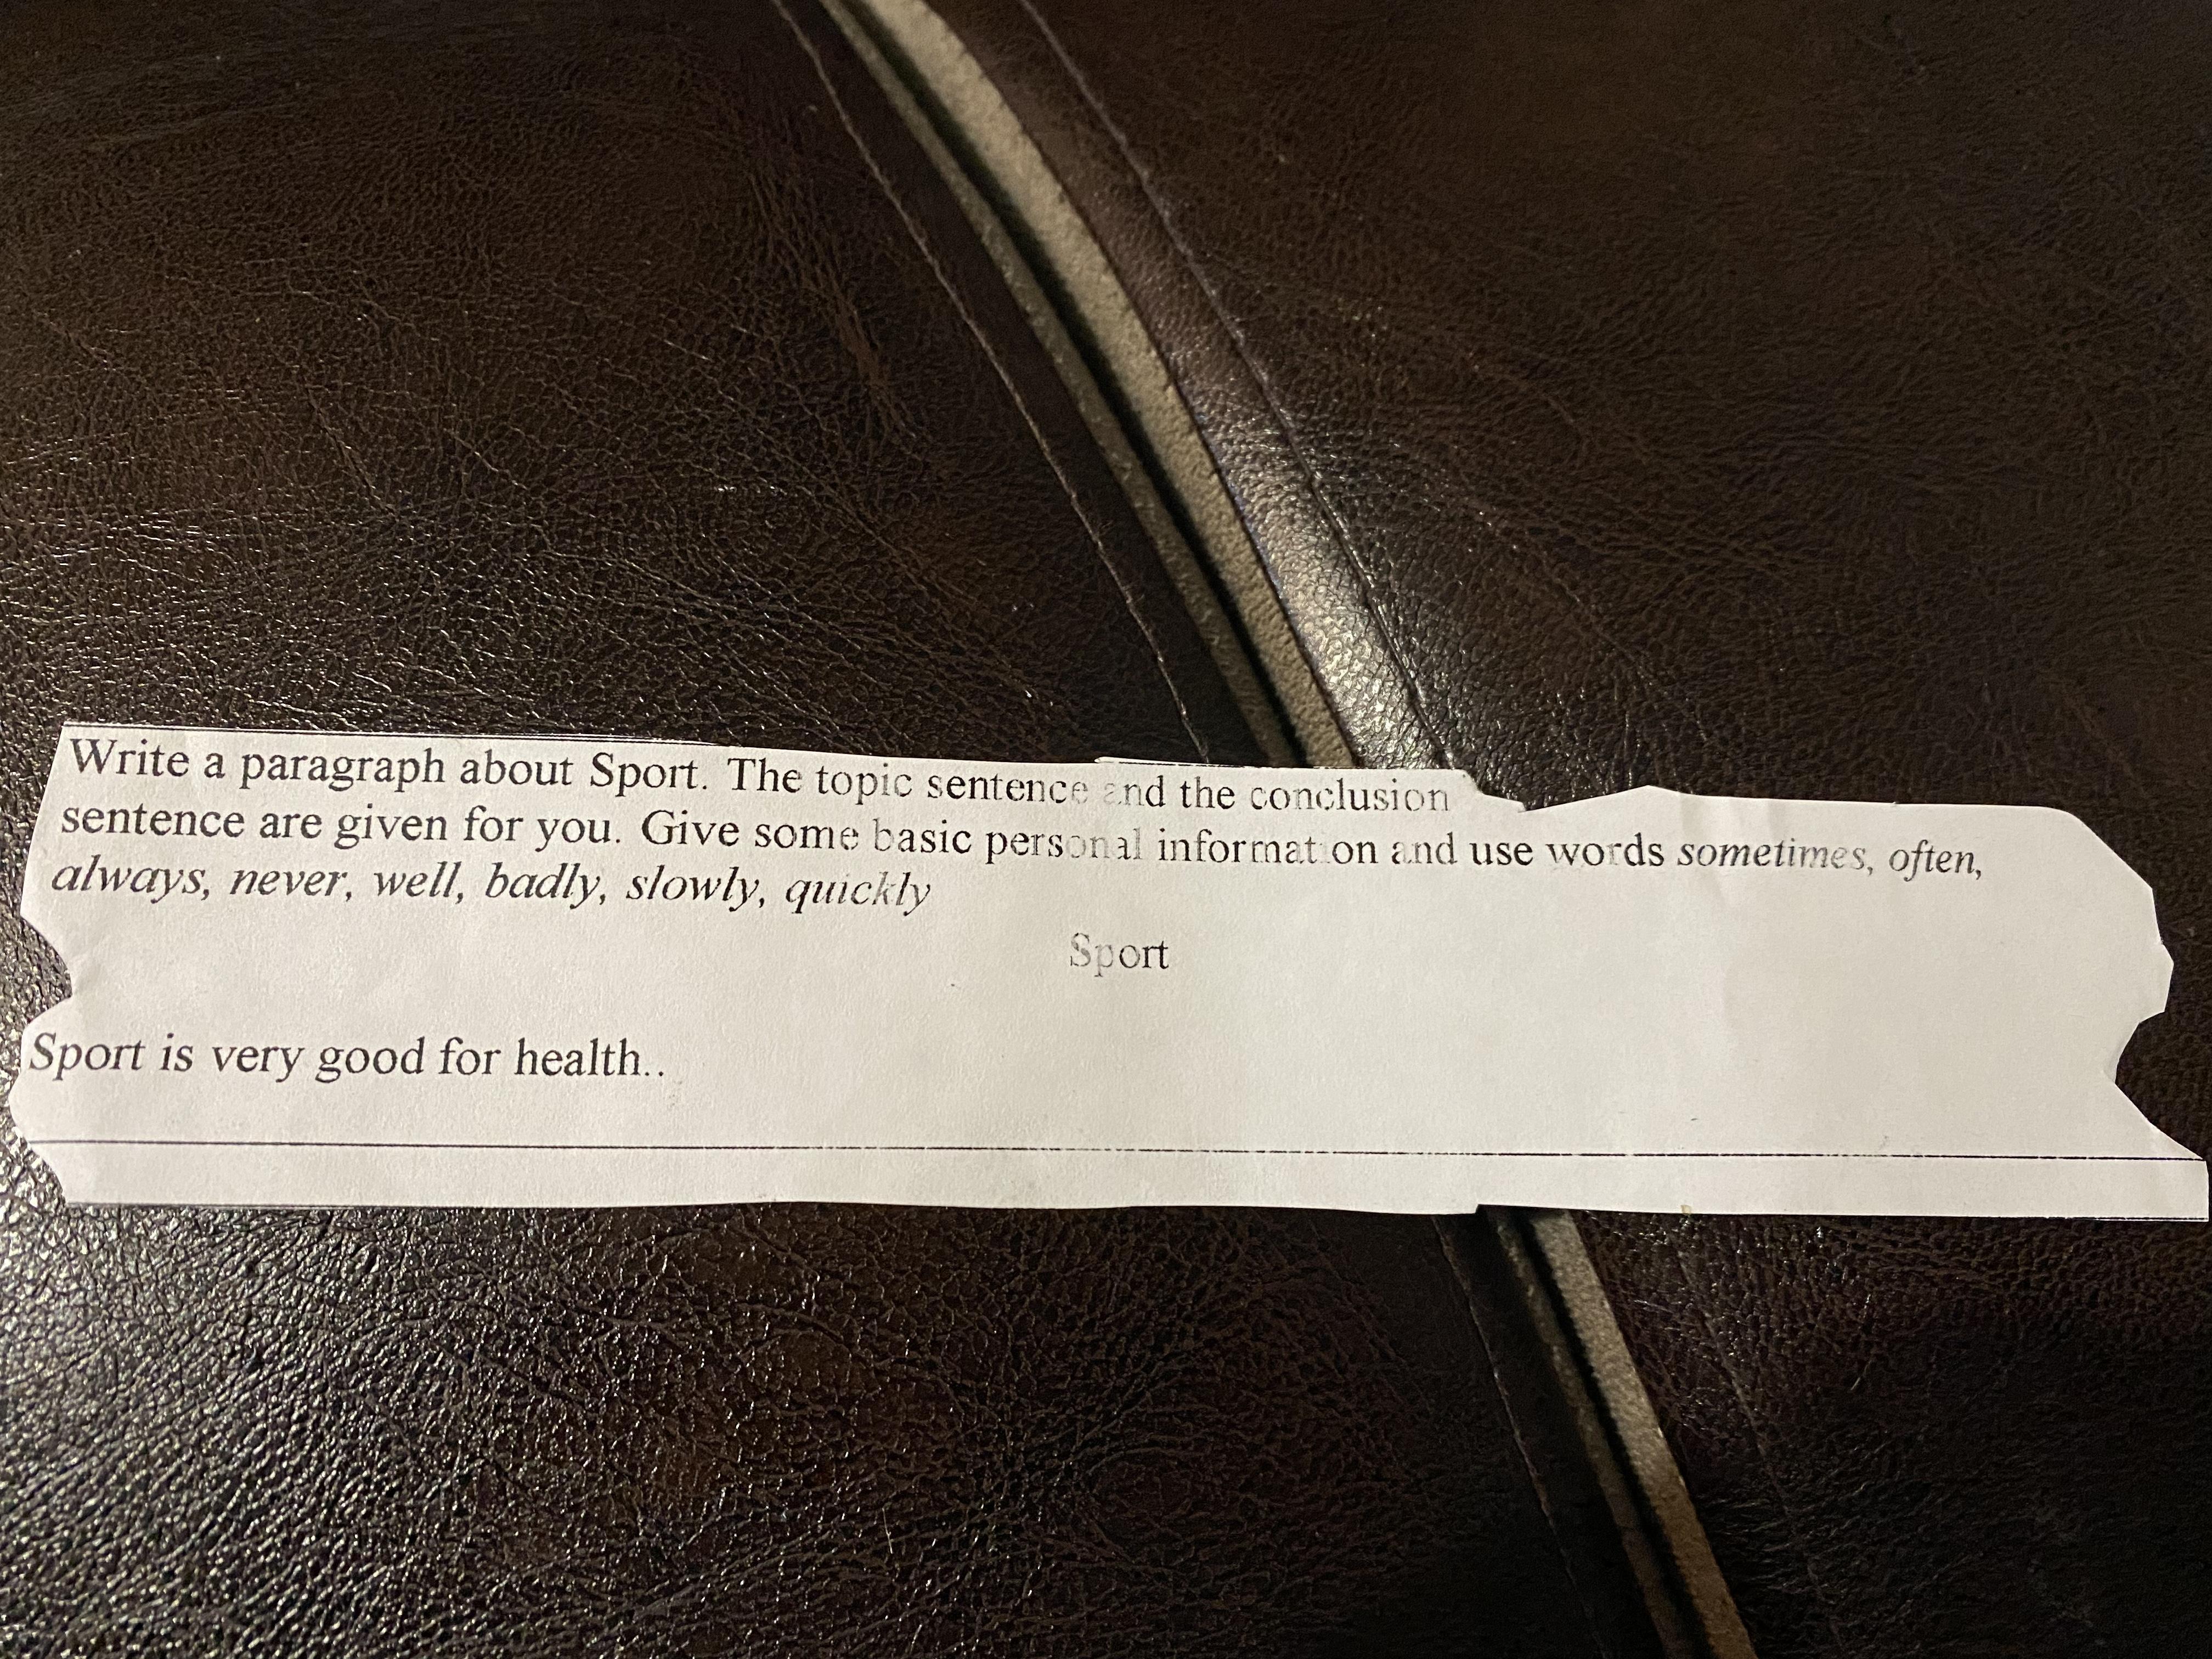 Write a paragraph about Sport. The topic sentence and the conclusion
sentence are given for you. Give some basic personal information and use words sometimes, often,
always, never, well, badly, slowly, quickly
Sport
Sport is very good for health..